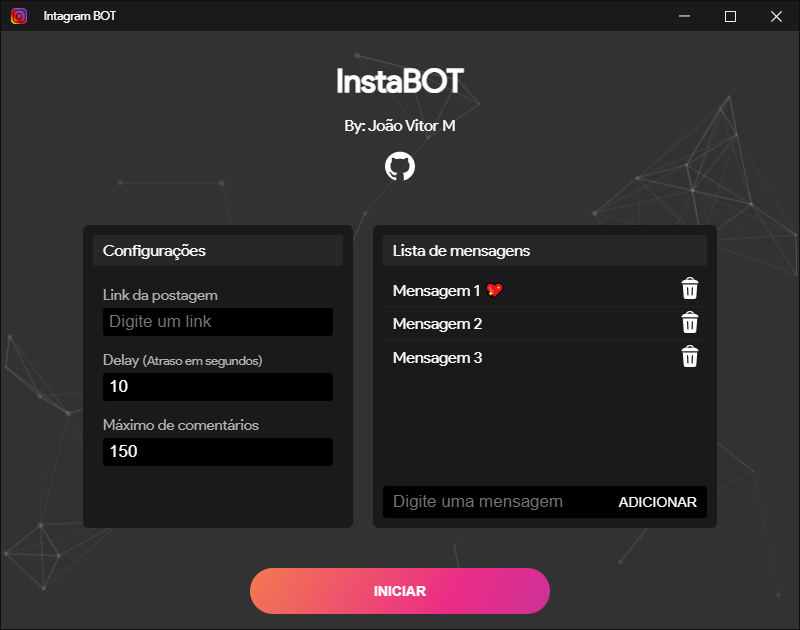 Intagram BOT
InstaBOT
By: João Vitor M
Configurações
Link da postagem
Digite um link
Delay (Atraso em segundos)
10
Máximo de comentários
150
Lista de mensagens
Mensagem 1 💖
Mensagem 2
Mensagem 3
Digite uma mensagem ADICIONAR
INICIAR